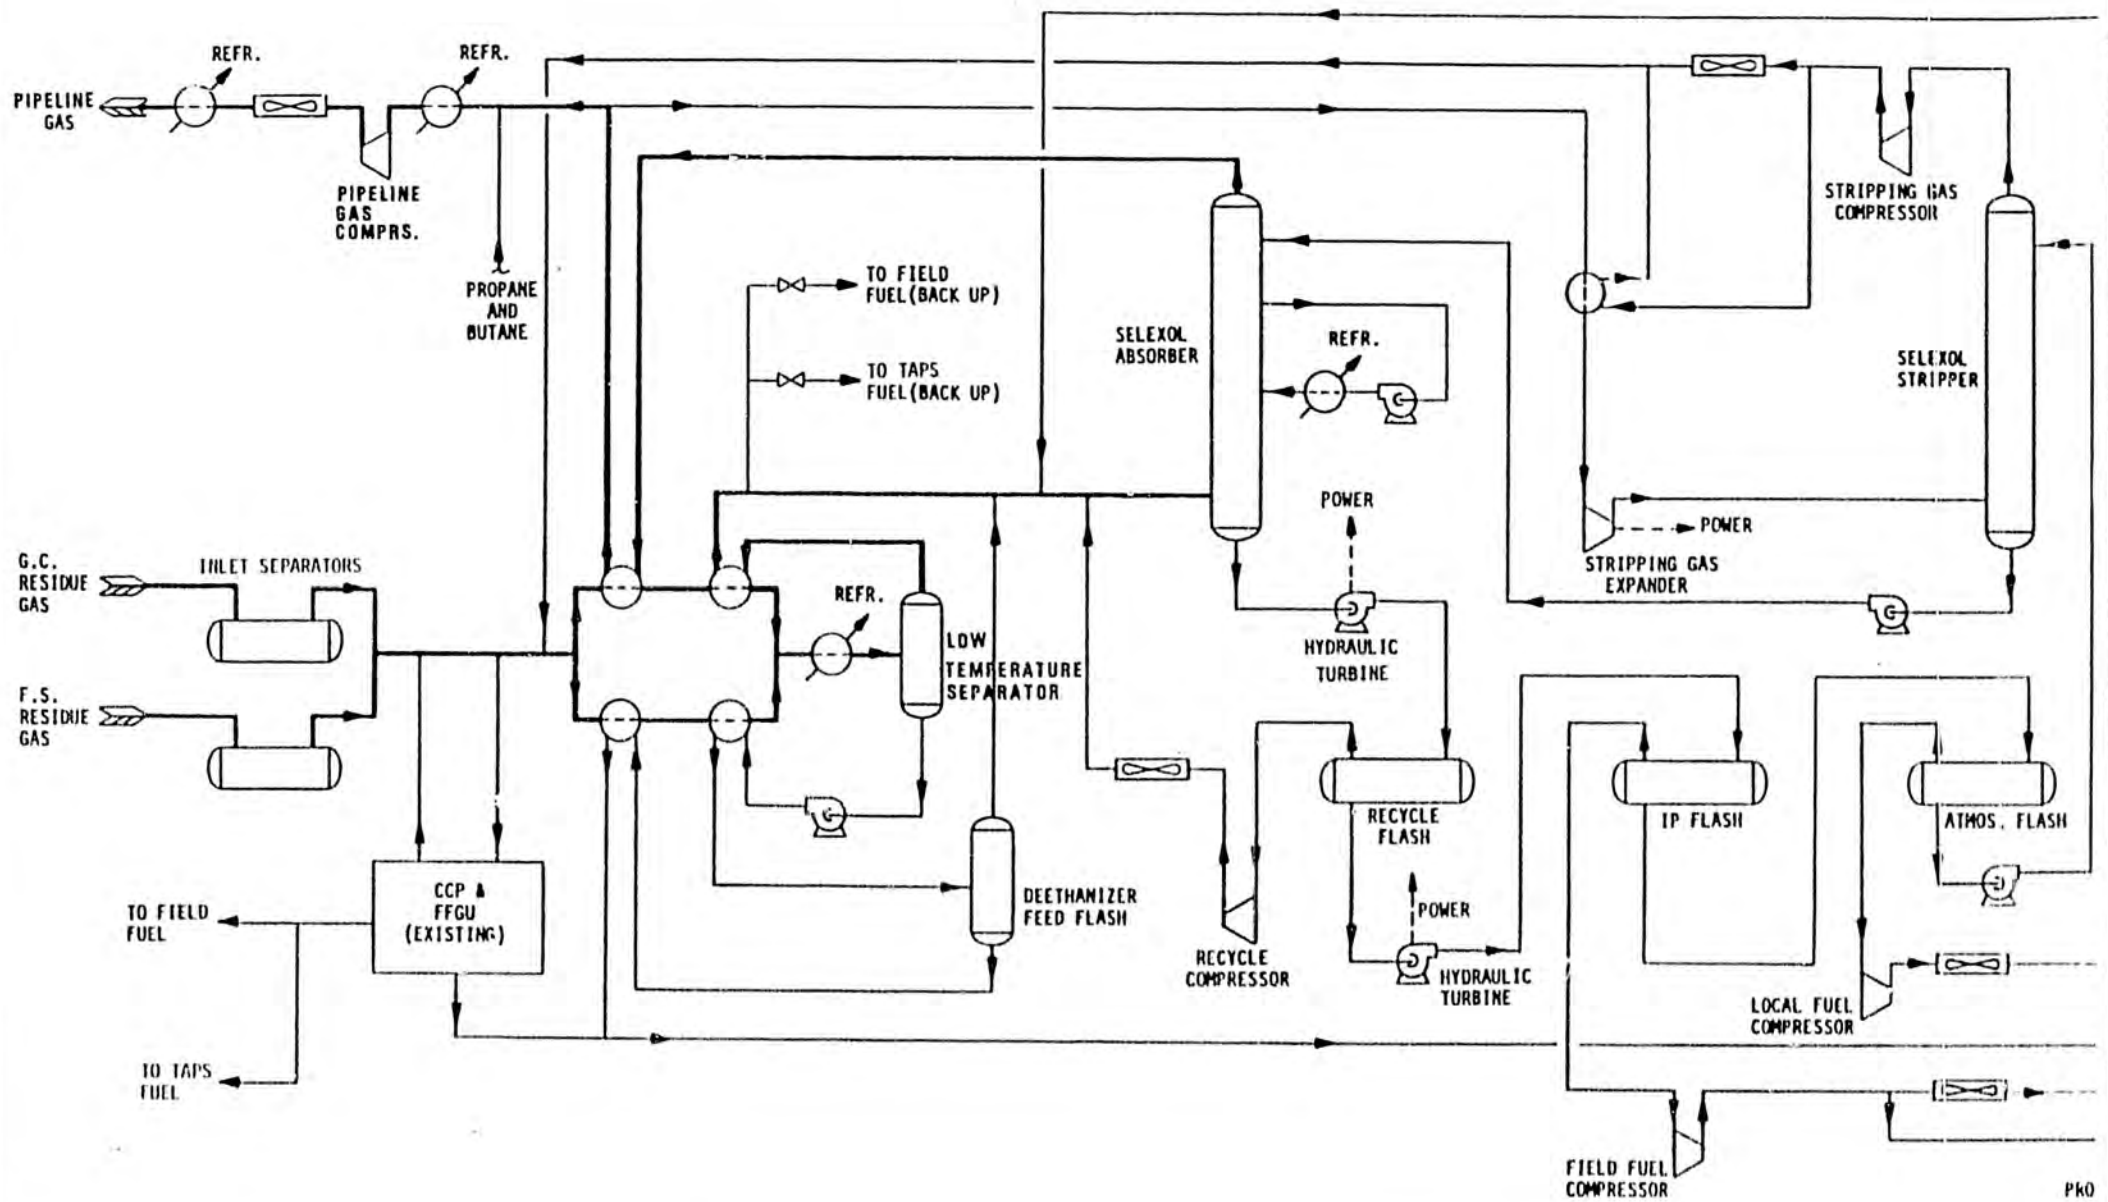 REFR.
REFR.
PIPELINE
GAS
PIPELINE
GAS
COMPRS.
PROPANE
AND
BUTANE
TO FIELD
FUEL(BACK UP)
TO TAPS
FUEL(BACK UP)
SELEXOL
ABSORBER
REFR.
STRIPPING GAS
COMPRESSOR
SELEXOL
STRIPPER
POWER
POWER
STRIPPING GAS
EXPANDER
HYDRAULIC
TURBINE
G.C.
RESIDUE
GAS
INLET SEPARATORS
F.S.
RESIDUE
GAS
REFR.
LOW
TEMPERATURE
SEPARATOR
RECYCLE
FLASH
IP FLASH
ATMOS. FLASH
CCP &
FFGU
(EXISTING)
TO FIELD
FUEL
TO TAPS
FUEL
DEETHANIZER
FEED FLASH
RECYCLE
COMPRESSOR
POWER
HYDRAULIC
TURBINE
LOCAL FUEL
COMPRESSOR
FIELD FUEL
COMPRESSOR